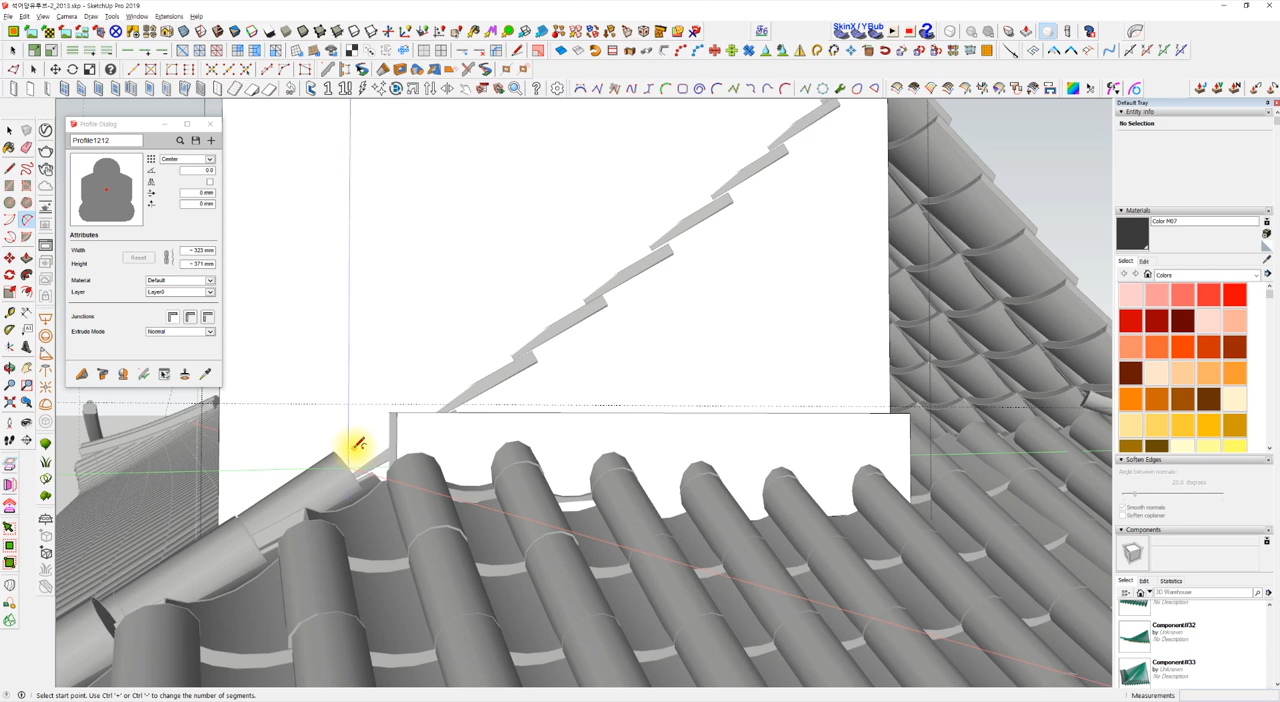 석어당유투브-2_2013.skp - SketchUp Pro 2019
File Edit View Camera Draw Tools Window Extensions Help
SkinX/YBub
Profile Dialog
Profile1212
Center
0.0
0 mm
0 mm
Attributes
Width
~ 323 mm
Reset
Height
~ 371 mm
Material
Default
Layer
Layer0
Junctions
Extrude Mode
Normal
Default Tray
Entity Info
No Selection
Materials
Color M07
Select Edit
Colors
Soften Edges
Angle between normals:
20.0 degrees
Smooth normals
Soften coplanar
Components
Select Edit Statistics
3D Warehouse
No Description
Component#32
by Unknown
No Description
Component#33
by Unknown
No Description
Select start point. Use Ctrl '+' or Ctrl '-' to change the number of segments.
Measurements